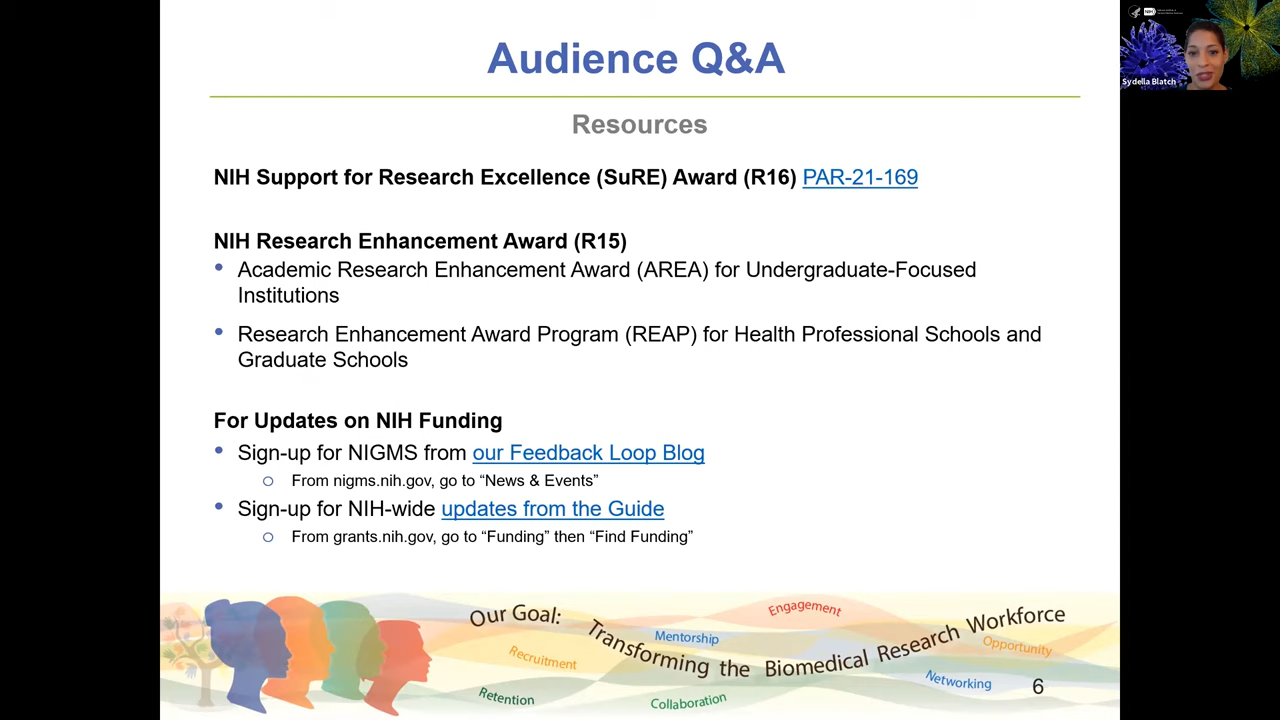 Audience Q&A
Resources
NIH Support for Research Excellence (SuRE) Award (R16) PAR-21-169
NIH Research Enhancement Award (R15)
• Academic Research Enhancement Award (AREA) for Undergraduate-Focused
Institutions
• Research Enhancement Award Program (REAP) for Health Professional Schools and
Graduate Schools
For Updates on NIH Funding
• Sign-up for NIGMS from our Feedback Loop Blog
o From nigms.nih.gov, go to “News & Events”
• Sign-up for NIH-wide updates from the Guide
o From grants.nih.gov, go to “Funding” then “Find Funding”
Our Goal: Transforming the Biomedical Research Workforce
Engagement
Mentorship
Opportunity
Recruitment
Networking
Retention
Collaboration
6
NIH
Sydella Blatch